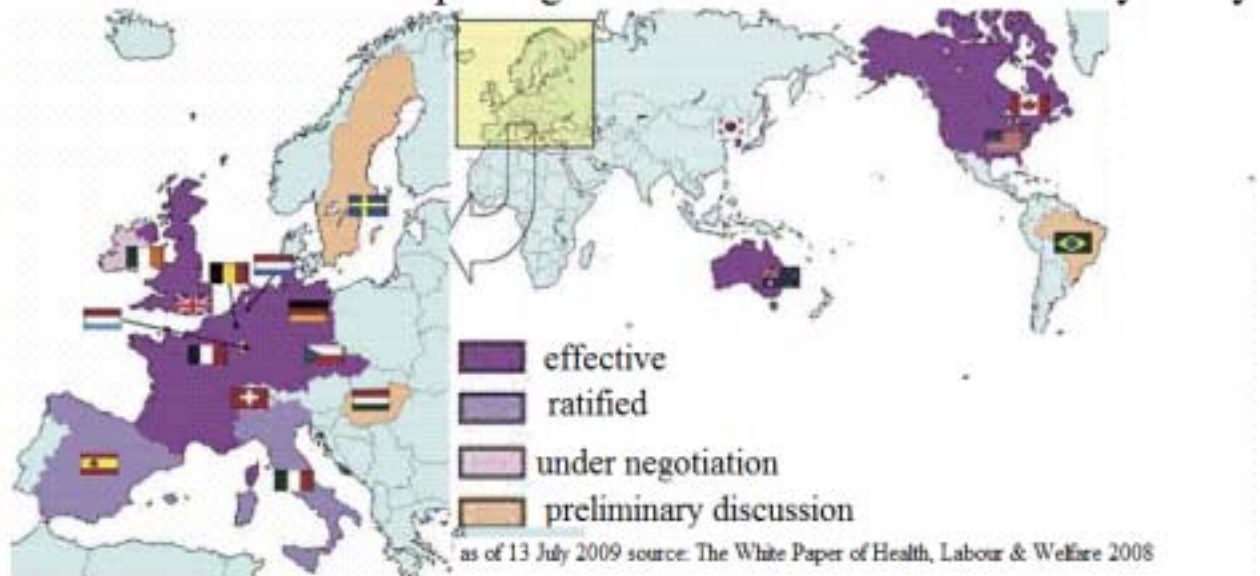 effective
ratified
under negotiation
preliminary discussion
as of 13 July 2009 source: The White Paper of Health, Labour & Welfare 2008